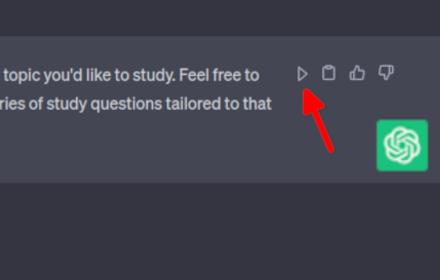 topic you'd like to study. Feel free to
ries of study questions tailored to that